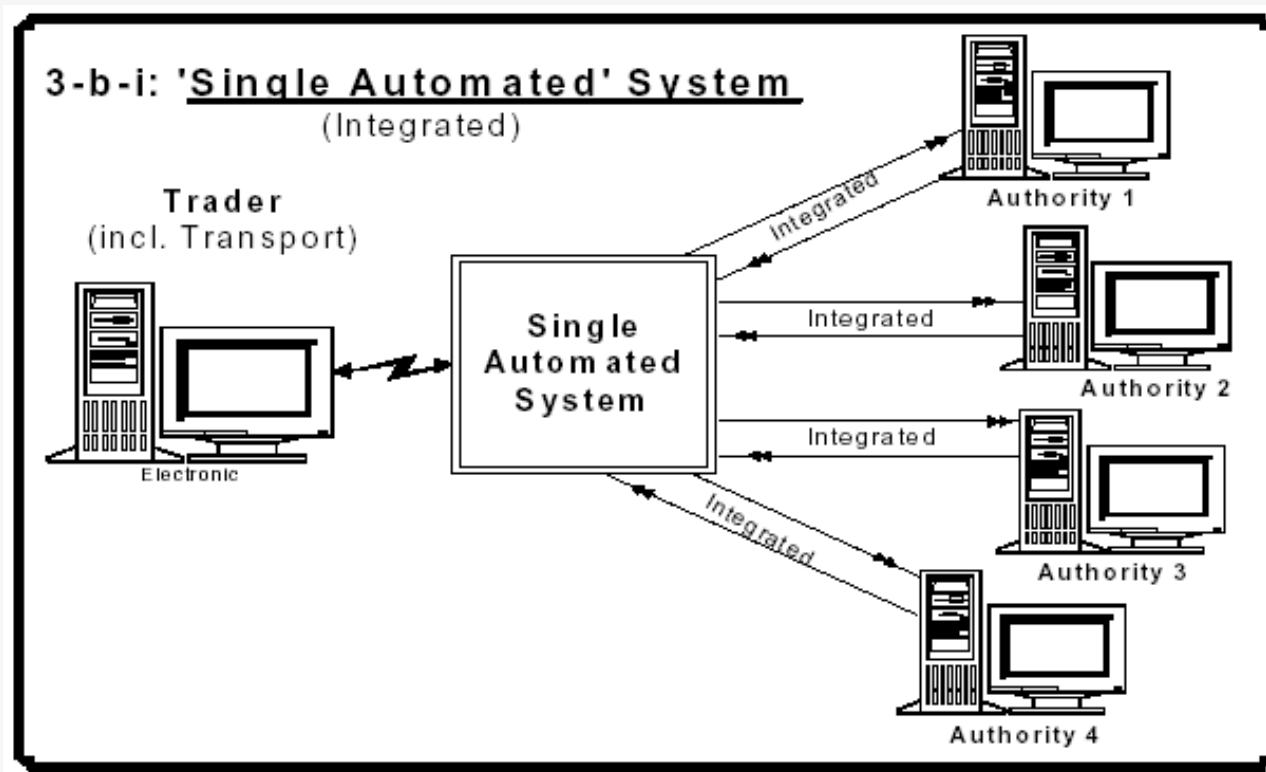 3-b-i: 'Single Automated' System
(Integrated)
Trader
(incl. Transport)
Electronic
Single
Automated
System
Integrated
Authority 1
Integrated
Authority 2
Integrated
Authority 3
Integrated
Authority 4